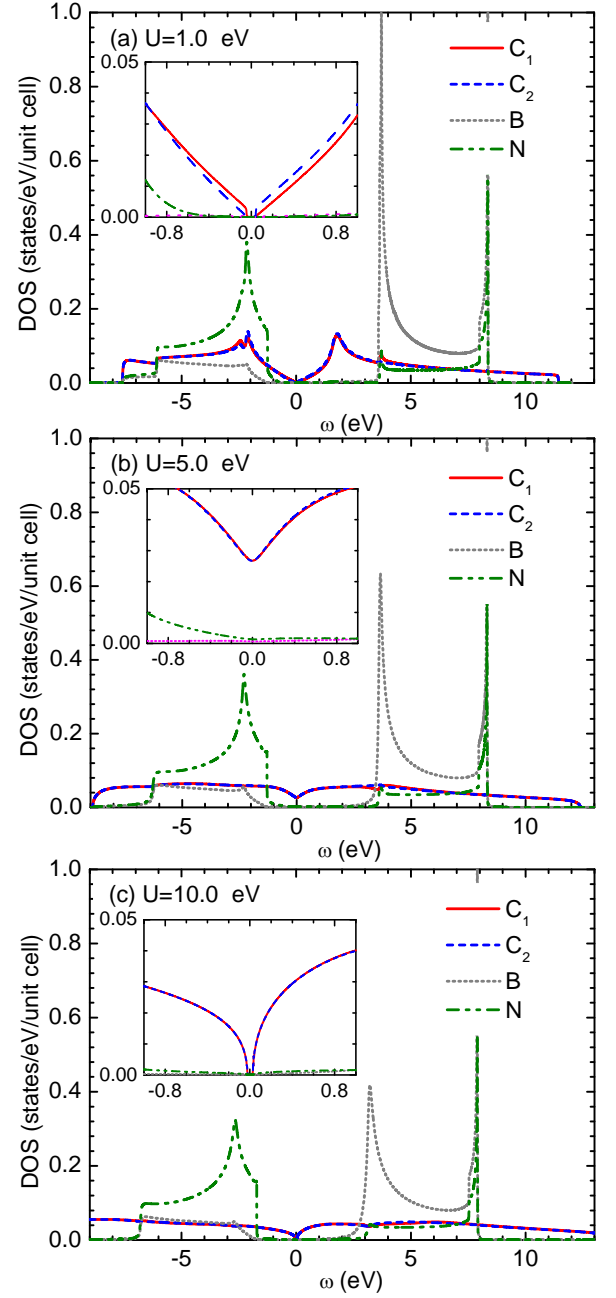 (a) U=1.0 eV
C1
C2
B
N
DOS (states/eV/unit cell)
1.0
0.8
0.6
0.4
0.2
0.0
0.05
0.00
-0.8 0.0 0.8
-5 0 5 10
ω (eV)
(b) U=5.0 eV
C1
C2
B
N
DOS (states/eV/unit cell)
1.0
0.8
0.6
0.4
0.2
0.0
0.05
0.00
-0.8 0.0 0.8
-5 0 5 10
ω (eV)
(c) U=10.0 eV
C1
C2
B
N
DOS (states/eV/unit cell)
1.0
0.8
0.6
0.4
0.2
0.0
0.05
0.00
-0.8 0.0 0.8
-5 0 5 10
ω (eV)